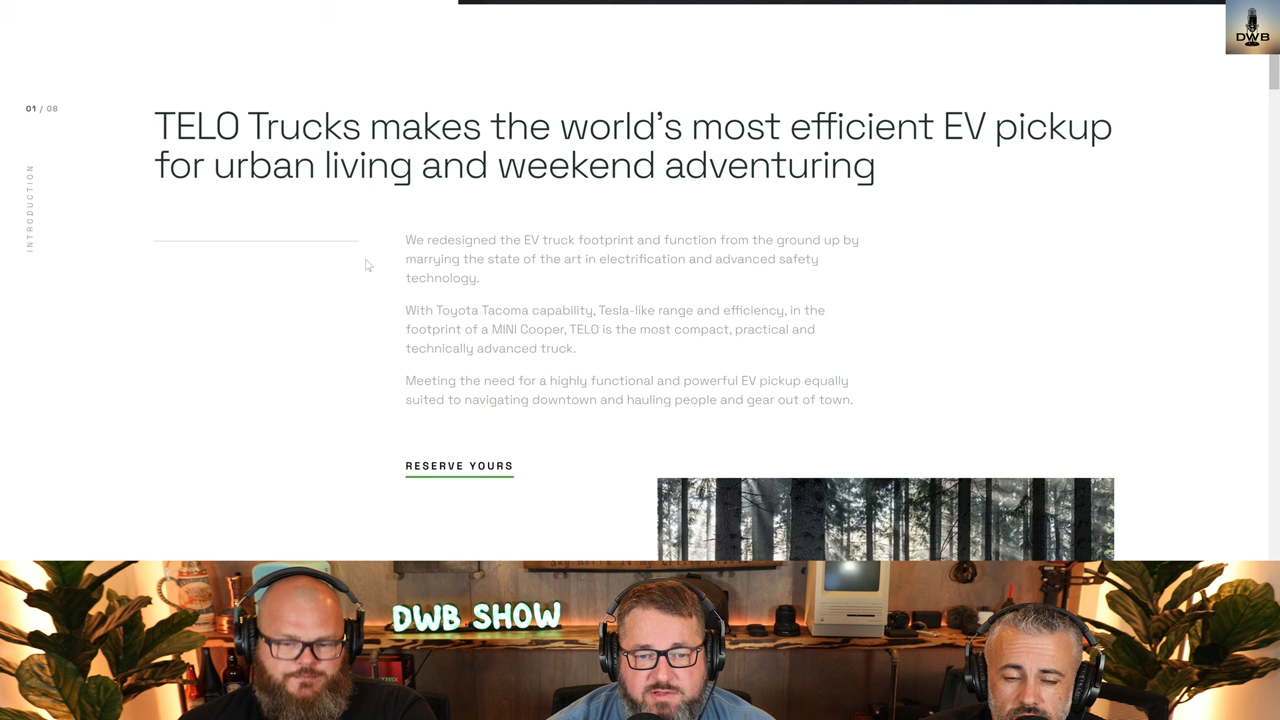 DWB
01 / 08
INTRODUCTION
TELO Trucks makes the world's most efficient EV pickup
for urban living and weekend adventuring
We redesigned the EV truck footprint and function from the ground up by
marrying the state of the art in electrification and advanced safety
technology.
With Toyota Tacoma capability, Tesla-like range and efficiency, in the
footprint of a MINI Cooper, TELO is the most compact, practical and
technically advanced truck.
Meeting the need for a highly functional and powerful EV pickup equally
suited to navigating downtown and hauling people and gear out of town.
RESERVE YOURS
DWB SHOW